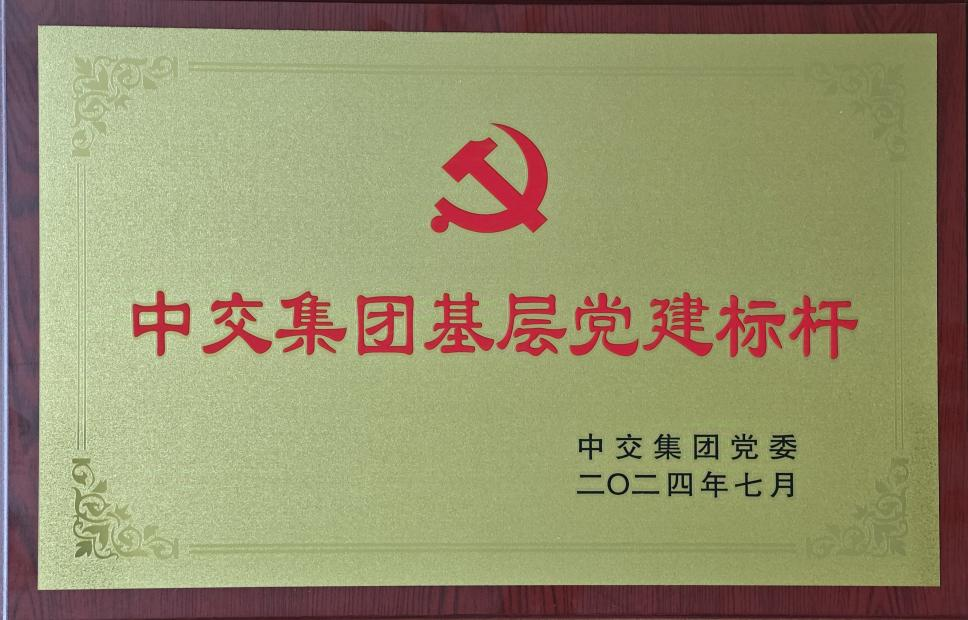 中交集团基层党建标杆
中交集团党委
二〇二四年七月